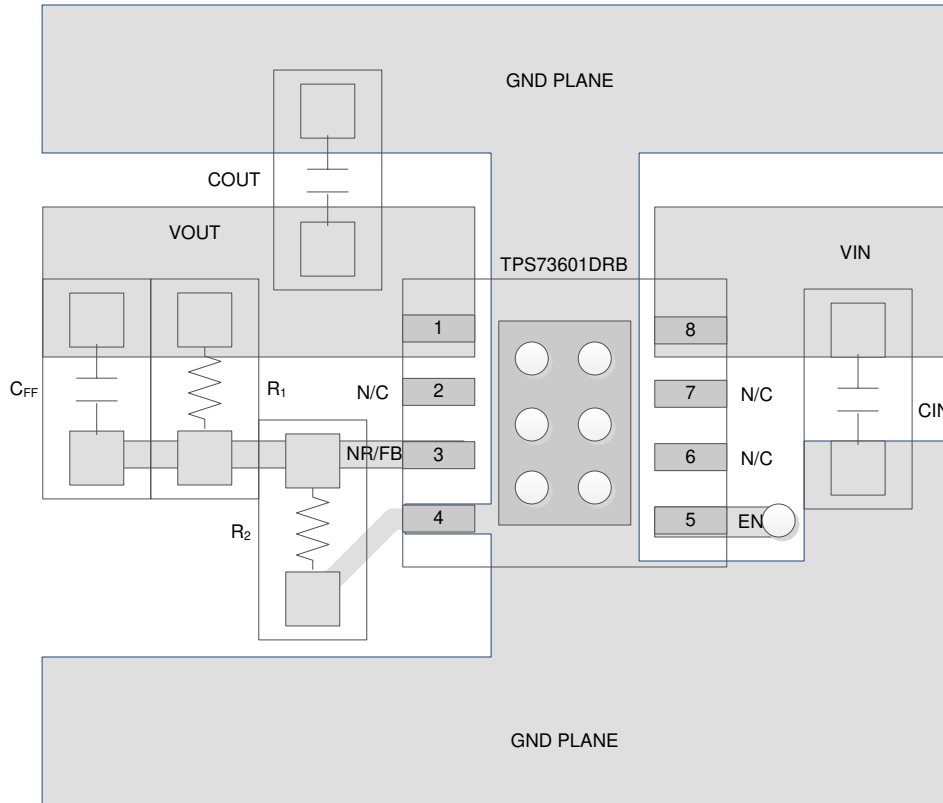 GND PLANE
COUT
VOUT
TPS73601DRB
VIN
1
8
CFF
R1
N/C
2
7
N/C
CIN
NR/FB
3
6
N/C
R2
4
5
EN
GND PLANE